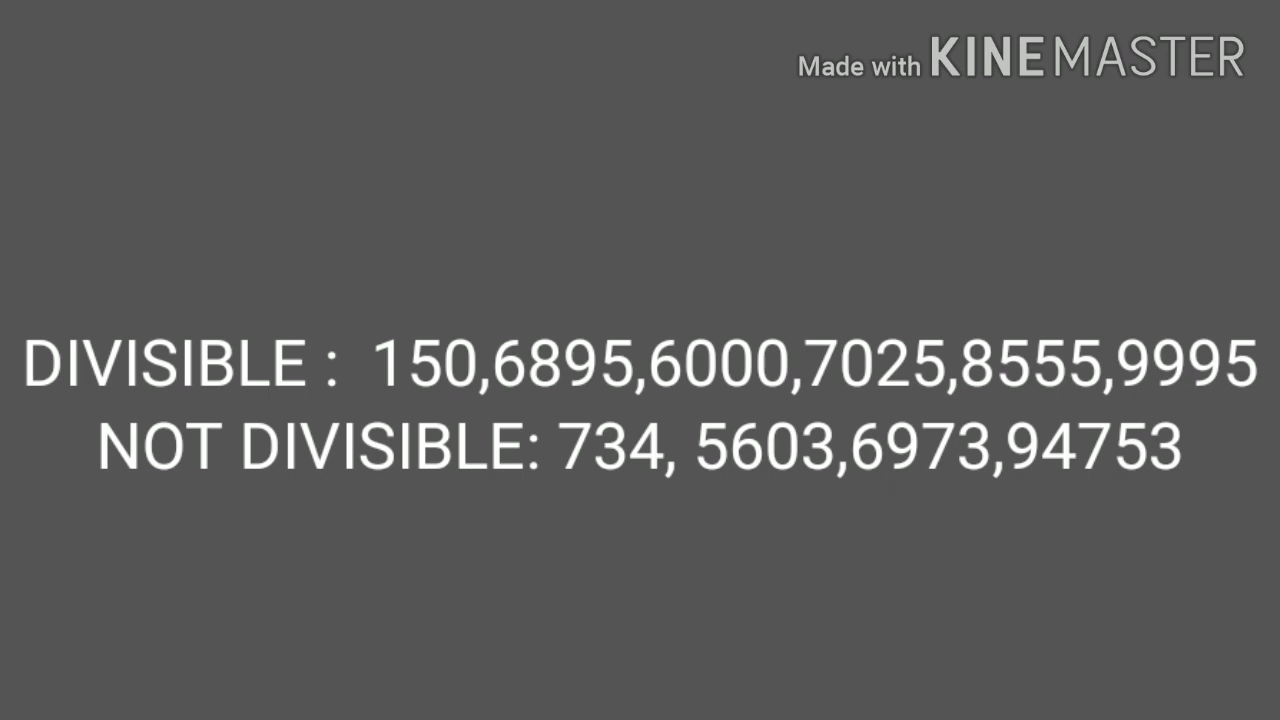 Made with KINEMASTER
DIVISIBLE :  150,6895,6000,7025,8555,9995
NOT DIVISIBLE: 734, 5603,6973,94753